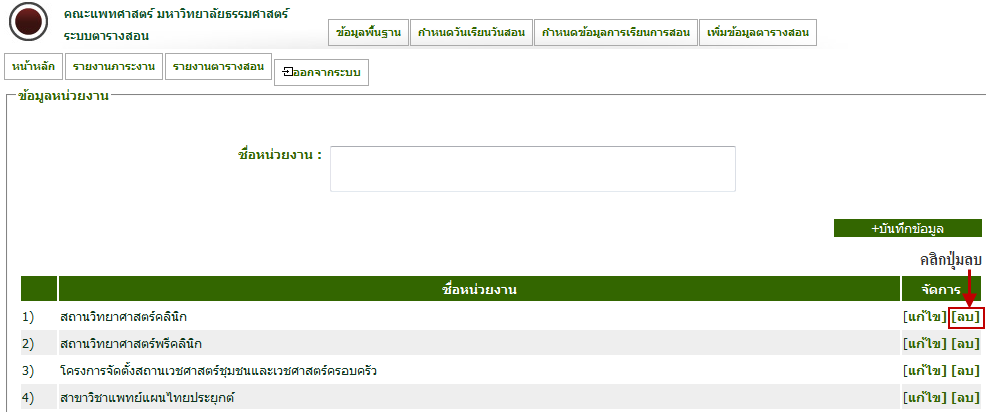 คณะแพทศาสตร์ มหาวิทยาลัยธรรมศาสตร์
ระบบตารางสอน
ข้อมูลพื้นฐาน กำหนดวันเรียนวันสอน กำหนดข้อมูลการเรียนการสอน เพิ่มข้อมูลตารางสอน
หน้าหลัก รายงานภาระงาน รายงานตารางสอน ออกจากระบบ
ข้อมูลหน่วยงาน
ชื่อหน่วยงาน :
+บันทึกข้อมูล
คลิกปุ่มลบ
ชื่อหน่วยงาน จัดการ
1) สถานวิทยาศาสตร์คลินิก [แก้ไข] [ลบ]
2) สถานวิทยาศาสตร์พรีคลินิก [แก้ไข] [ลบ]
3) โครงการจัดตั้งสถานเวชศาสตร์ชุมชนและเวชศาสตร์ครอบครัว [แก้ไข] [ลบ]
4) สาขาวิชาแพทย์แผนไทยประยุกต์ [แก้ไข] [ลบ]